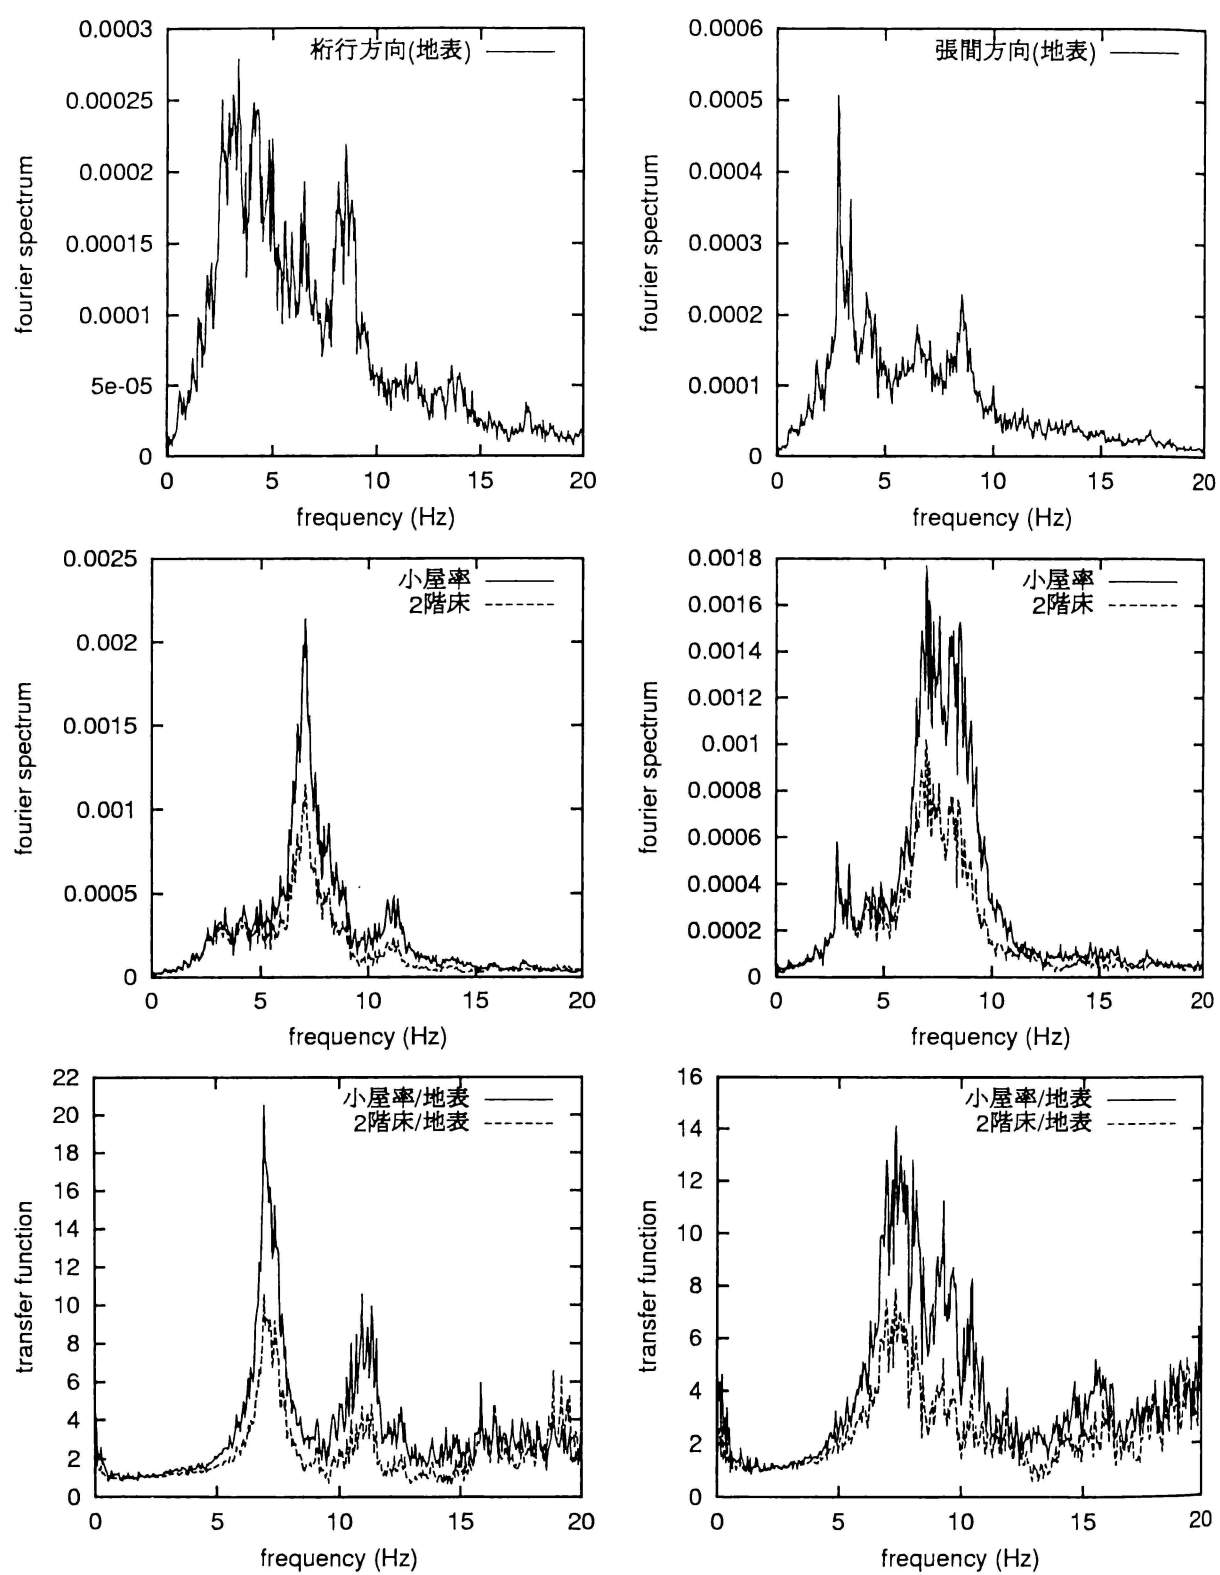 0.0003
桁行方向(地表)
0.00025
0.0002
0.00015
0.0001
5e-05
0
fourier spectrum
0 5 10 15 20
frequency (Hz)
0.0006
張間方向(地表)
0.0005
0.0004
0.0003
0.0002
0.0001
0
fourier spectrum
0 5 10 15 20
frequency (Hz)
0.0025
小屋率
2階床
0.002
0.0015
0.001
0.0005
0
fourier spectrum
0 5 10 15 20
frequency (Hz)
0.0018
小屋率
0.0016
2階床
0.0014
0.0012
0.001
0.0008
0.0006
0.0004
0.0002
0
fourier spectrum
0 5 10 15 20
frequency (Hz)
22
小屋率/地表
20
2階床/地表
18
16
14
12
10
8
6
4
2
0
transfer function
0 5 10 15 20
frequency (Hz)
16
小屋率/地表
14
2階床/地表
12
10
8
6
4
2
0
transfer function
0 5 10 15 20
frequency (Hz)